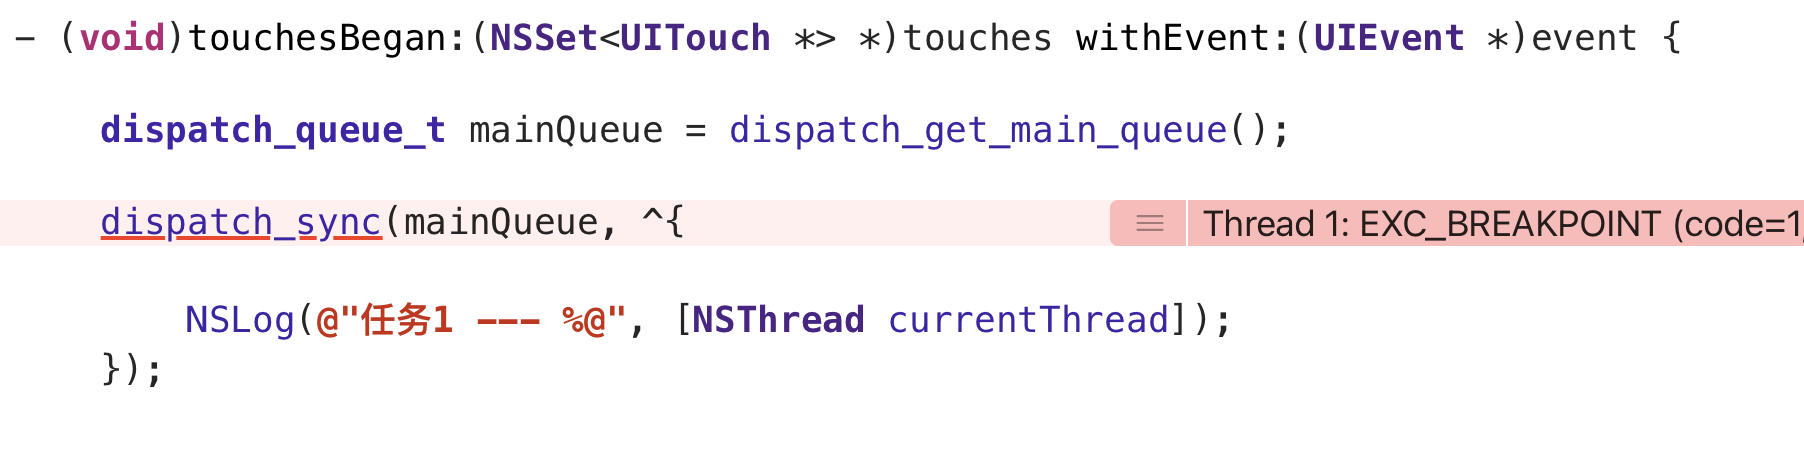 - (void)touchesBegan:(NSSet<UITouch *> *)touches withEvent:(UIEvent *)event {
dispatch_queue_t mainQueue = dispatch_get_main_queue();
dispatch_sync(mainQueue, ^{ Thread 1: EXC_BREAKPOINT (code=1,
NSLog(@"任务1 --- %@", [NSThread currentThread]);
});